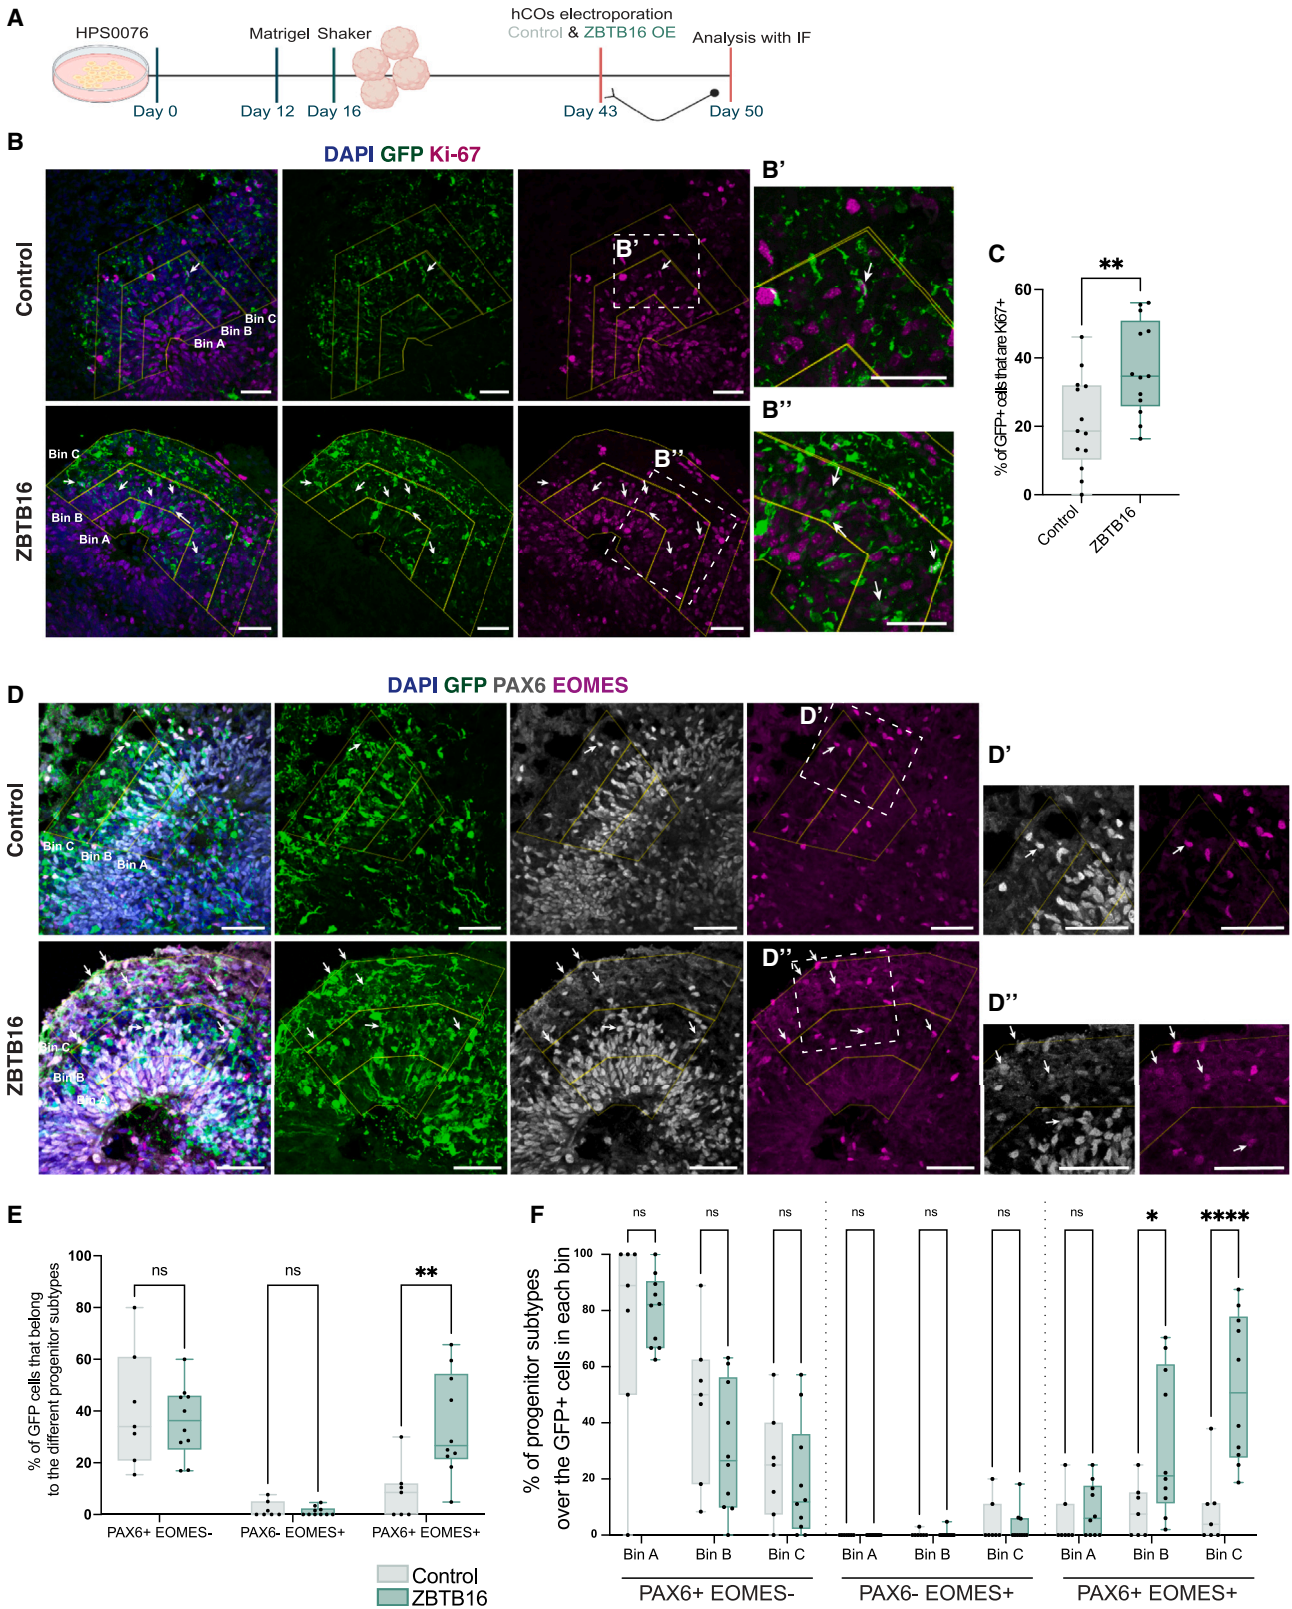 A
HPS0076
Matrigel Shaker
hCOs electroporation
Control & ZBTB16 OE
Analysis with IF
Day 0
Day 12
Day 16
Day 43
Day 50
B
DAPI GFP Ki-67
Control
Bin C
Bin B
Bin A
B'
B'
ZBTB16
Bin C
Bin B
Bin A
B''
B''
C
**
% of GFP+ cells that are Ki67+
60
40
20
0
Control
ZBTB16
D
DAPI GFP PAX6 EOMES
Control
Bin C
Bin B
Bin A
D'
D'
ZBTB16
Bin C
Bin B
Bin A
D''
D''
E
% of GFP cells that belong
to the different progenitor subtypes
100
80
60
40
20
0
ns
ns
**
PAX6+ EOMES-
PAX6- EOMES+
PAX6+ EOMES+
Control
ZBTB16
F
% of progenitor subtypes
over the GFP+ cells in each bin
100
80
60
40
20
0
ns
ns
ns
ns
ns
ns
ns
*
****
Bin A
Bin B
Bin C
Bin A
Bin B
Bin C
Bin A
Bin B
Bin C
PAX6+ EOMES-
PAX6- EOMES+
PAX6+ EOMES+